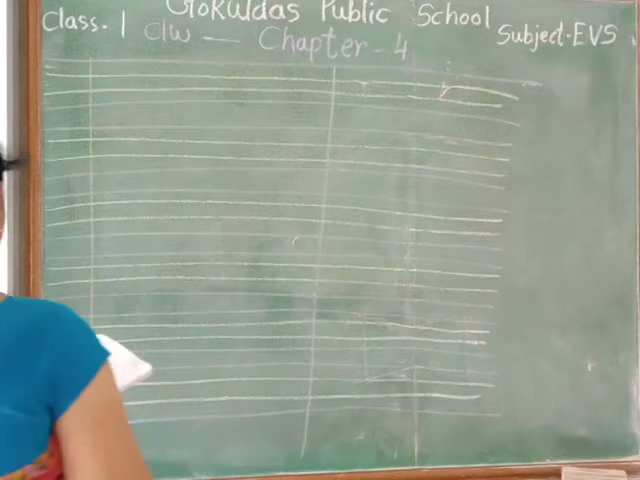 Gokuldas Public School
Class. 1 C/W — Chapter - 4 Subject. EVS